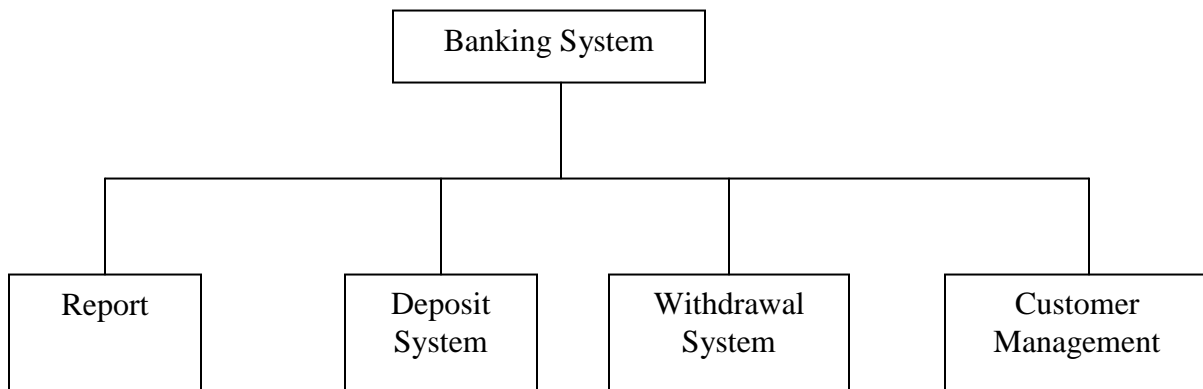 Banking System
Report
Deposit
System
Withdrawal
System
Customer
Management